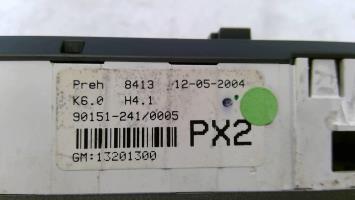 Preh 8413 12-05-2004
K6.0 H4.1
90151-241/0005
PX2
GM:13201300